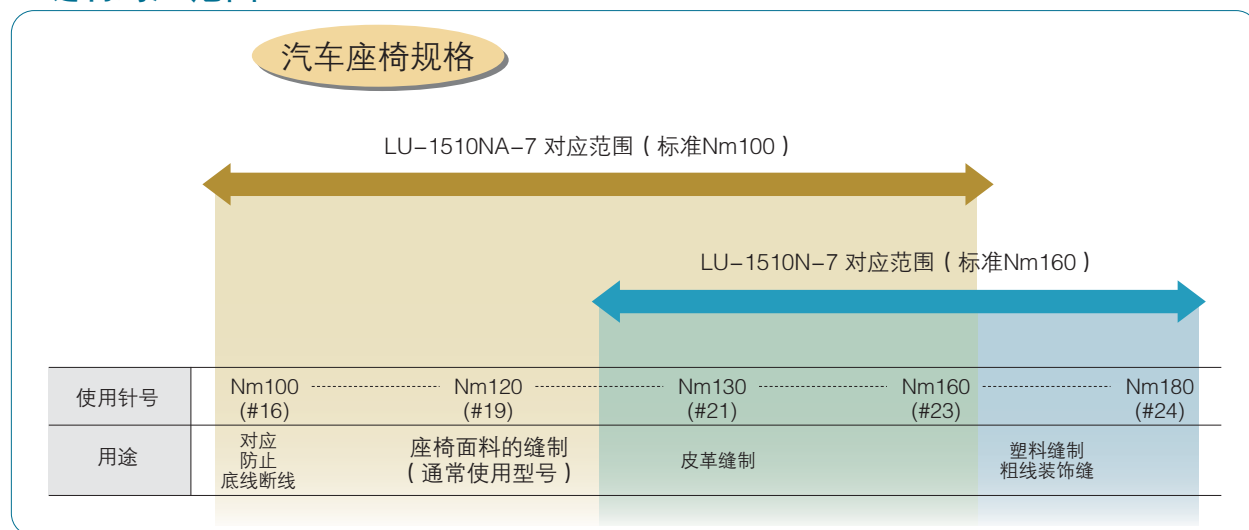 汽车座椅规格
LU-1510NA-7 对应范围（标准Nm100）
LU-1510N-7 对应范围（标准Nm160）
使用针号 Nm100 Nm120 Nm130 Nm160 Nm180
(#16) (#19) (#21) (#23) (#24)
用途
对应
防止
底线断线
座椅面料的缝制
（通常使用型号）
皮革缝制
塑料缝制
粗线装饰缝